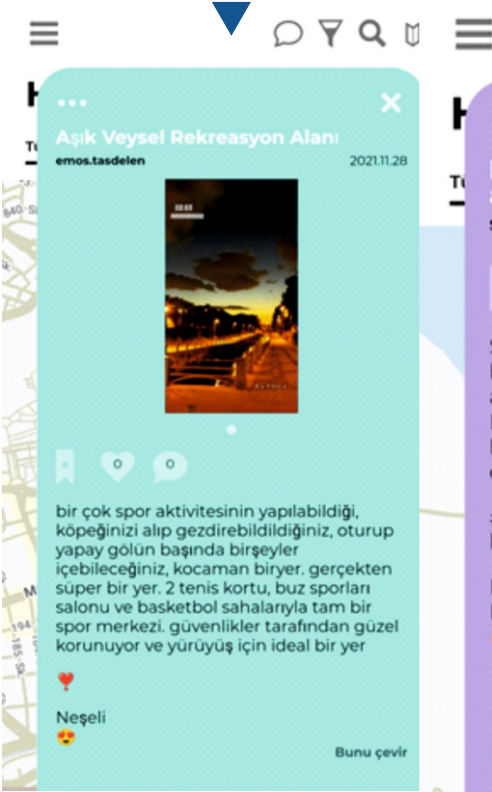 Aşık Veysel Rekreasyon Alanı
emos.tasdelen
2021.11.28
0
0
bir çok spor aktivitesinin yapılabildiği,
köpeğinizi alıp gezdirebildildiğiniz, oturup
yapay gölün başında birşeyler
içebileceğiniz, kocaman biryer. gerçekten
süper bir yer. 2 tenis kortu, buz sporları
salonu ve basketbol sahalarıyla tam bir
spor merkezi. güvenlikler tarafından güzel
korunuyor ve yürüyüş için ideal bir yer
❣️
Neşeli
😍
Bunu çevir